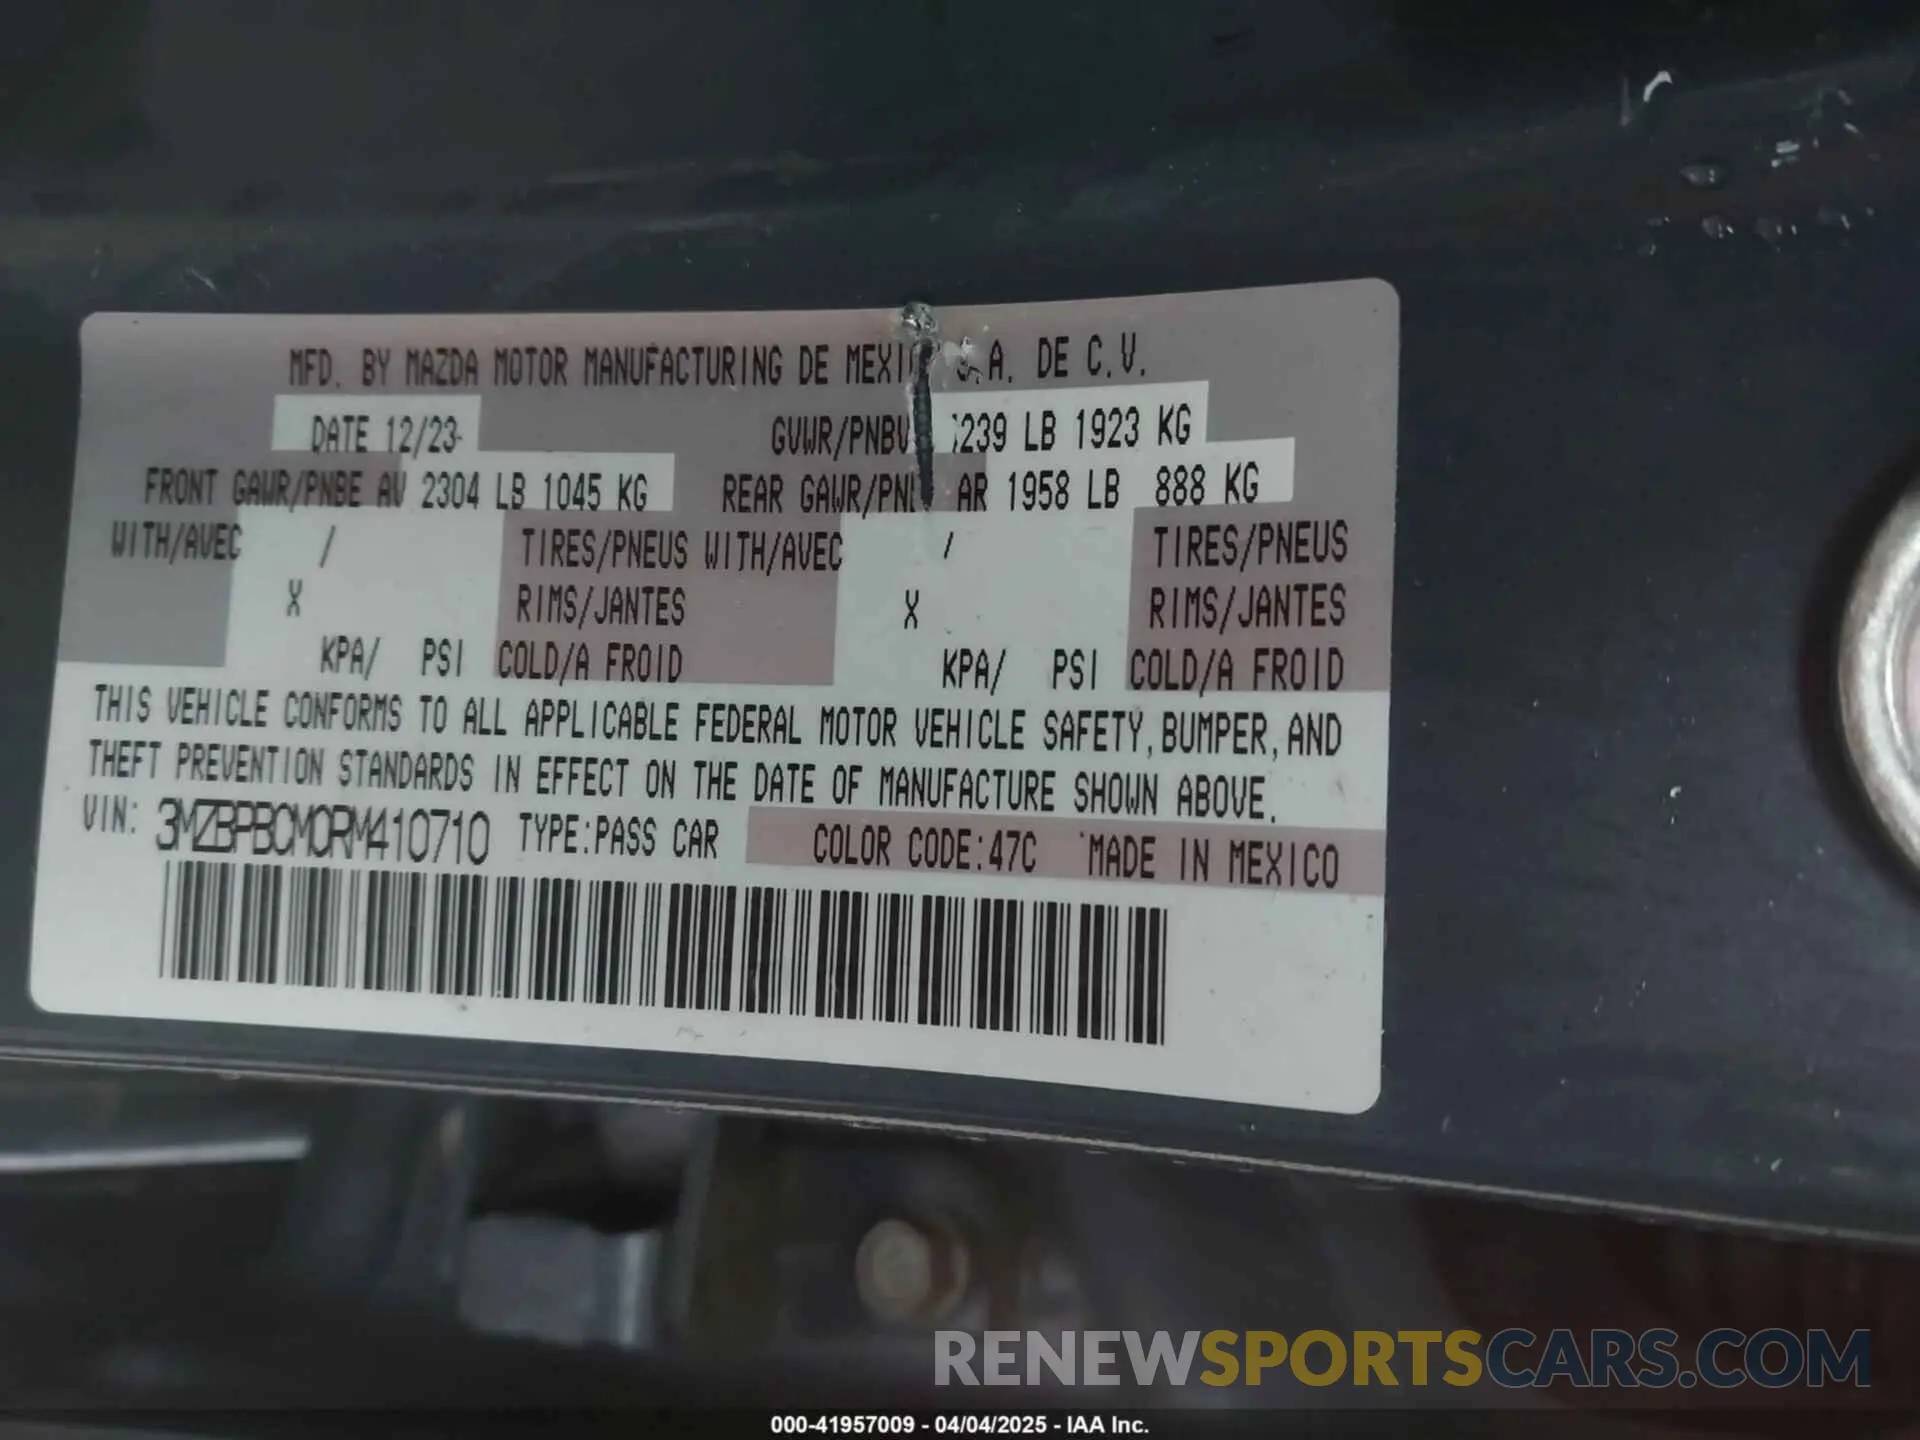 MFD. BY MAZDA MOTOR MANUFACTURING DE S.A. DE C.V.
DATE 12/23 GVWR/PNBV LB 1923 KG
FRONT GAWR/PNBE AV 2304 LB 1045 KG REAR AR 1958 LB 888 KG
WITH/AVEC / TIRES/PNEUS WITH/AVEC / TIRES/PNEUS
X RIMS/JANTES X RIMS/JANTES
KPA/ PSI COLD/A FROID KPA/ PSI COLD/A FROID
THIS VEHICLE CONFORMS TO ALL APPLICABLE FEDERAL MOTOR VEHICLE SAFETY, BUMPER, AND
THEFT PREVENTION STANDARDS IN EFFECT ON THE DATE OF MANUFACTURE SHOWN ABOVE.
VIN: 3MZBPBCM0RM410710 TYPE:PASS CAR COLOR CODE:47C MADE IN MEXICO
RENEWSPORTSCARS.COM
000-41957009 - 04/04/2025 - IAA Inc.